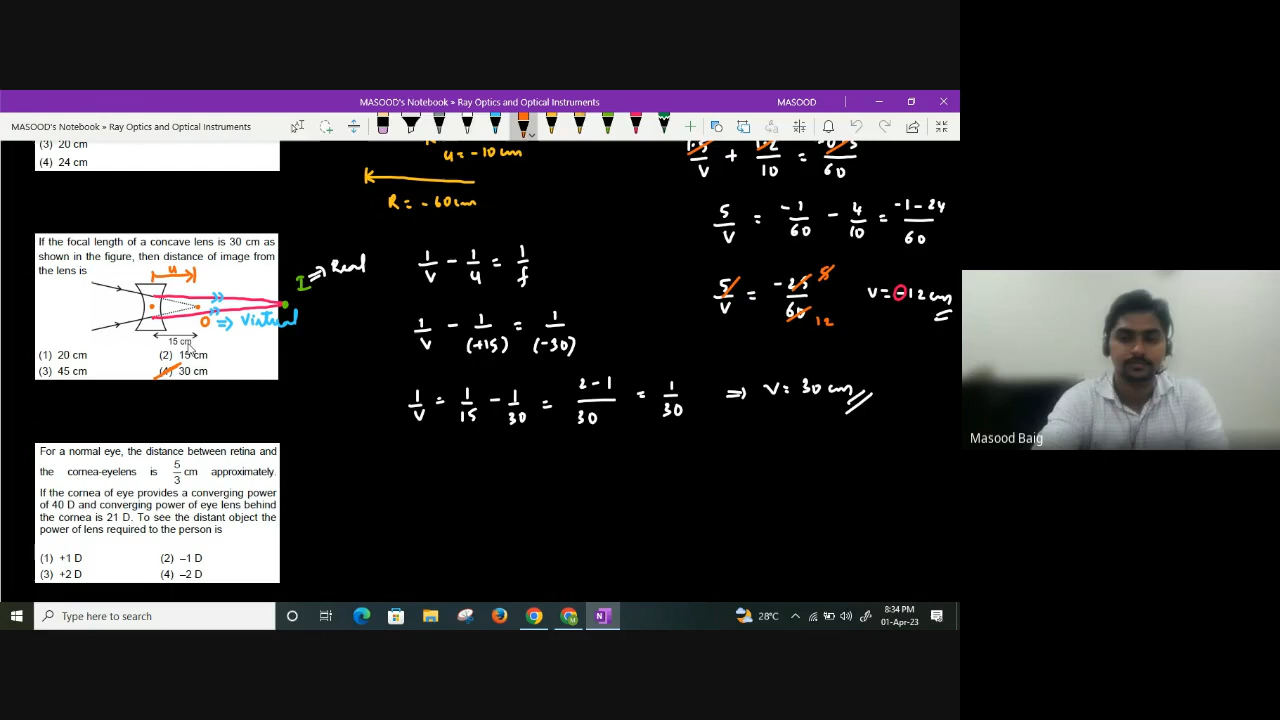 MASOOD's Notebook » Ray Optics and Optical Instruments
MASOOD
MASOOD's Notebook » Ray Optics and Optical Instruments
(3) 20 cm
(4) 24 cm
u = -10 cm
R = -60 cm
If the focal length of a concave lens is 30 cm as
shown in the figure, then distance of image from
the lens is
u
I ⇒ Real
O ⇒ Virtual
15 cm
(1) 20 cm (2) 15 cm
(3) 45 cm (4) 30 cm
1/v - 1/u = 1/f
1/v - 1/(+15) = 1/(-30)
1/v = 1/15 - 1/30 = 2-1/30 = 1/30 ⇒ v = 30 cm
5/v = -1/60 - 4/10 = -1-24/60
5/v = -25/60 5 12 v = -12 cm
For a normal eye, the distance between retina and
the cornea-eyelens is 5/3 cm approximately.
If the cornea of eye provides a converging power
of 40 D and converging power of eye lens behind
the cornea is 21 D. To see the distant object the
power of lens required to the person is
(1) +1 D (2) –1 D
(3) +2 D (4) –2 D
Masood Baig
Type here to search
28°C
8:34 PM
01-Apr-23